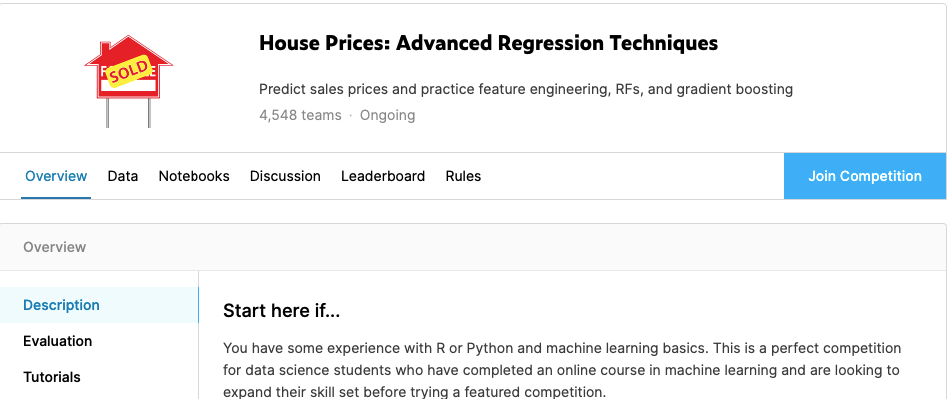 House Prices: Advanced Regression Techniques
SOLD
Predict sales prices and practice feature engineering, RFs, and gradient boosting
4,548 teams · Ongoing
Overview Data Notebooks Discussion Leaderboard Rules Join Competition
Overview
Description
Start here if...
Evaluation
You have some experience with R or Python and machine learning basics. This is a perfect competition
for data science students who have completed an online course in machine learning and are looking to
Tutorials
expand their skill set before trying a featured competition.